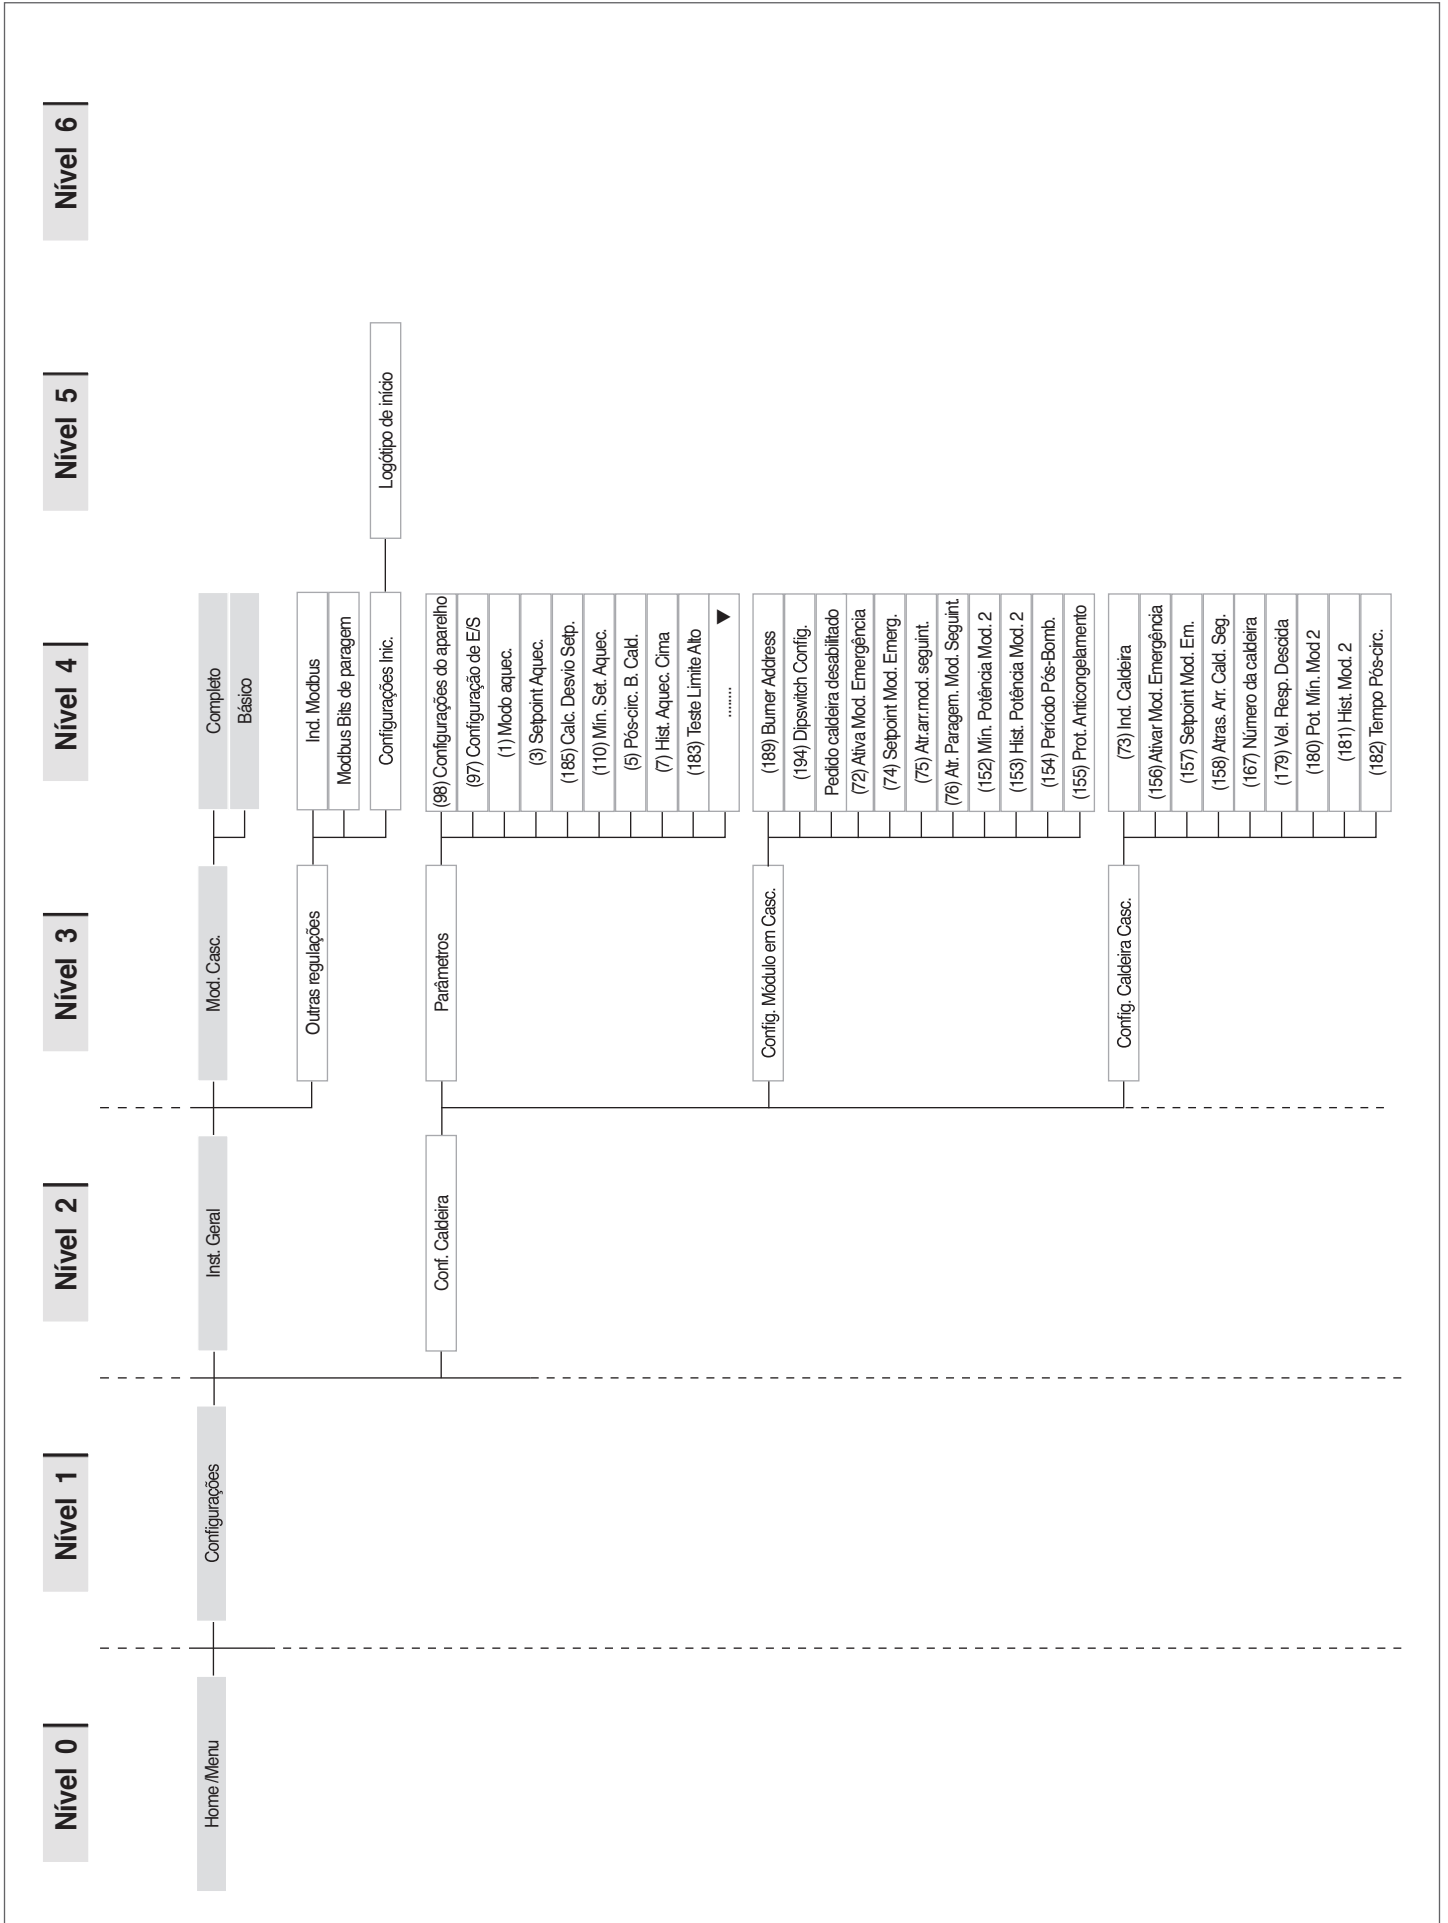 Nível 0
Nível 1
Nível 2
Nível 3
Nível 4
Nível 5
Nível 6
Home /Menu
Configurações
Inst. Geral
Mod. Casc.
Completo
Básico
Outras regulações
Ind. Modbus
Modbus Bits de paragem
Configurações Inic.
Logótipo de início
Conf. Caldeira
Parâmetros
(98) Configurações do aparelho
(97) Configuração de E/S
(1) Modo aquec.
(3) Setpoint Aquec.
(185) Calc. Desvio Setp.
(110) Mín. Set. Aquec.
(5) Pós-circ. B. Cald.
(7) Hist. Aquec. Cima
(183) Teste Limite Alto
........
Config. Módulo em Casc.
(189) Burner Address
(194) Dipswitch Config.
Pedido caldeira desabilitado
(72) Ativa Mod. Emergência
(74) Setpoint Mod. Emerg.
(75) Atr.arr.mod. seguint.
(76) Atr. Paragem Mod. Seguint.
(152) Mín. Potência Mod. 2
(153) Hist. Potência Mod. 2
(154) Período Pós-Bomb.
(155) Prot. Anticongelamento
Config. Caldeira Casc.
(73) Ind. Caldeira
(156) Ativar Mod. Emergência
(157) Setpoint Mod. Em.
(158) Atras. Arr. Cald. Seg.
(167) Número da caldeira
(179) Vel. Resp. Descida
(180) Pot. Mín. Mod 2
(181) Hist. Mod. 2
(182) Tempo Pós-circ.